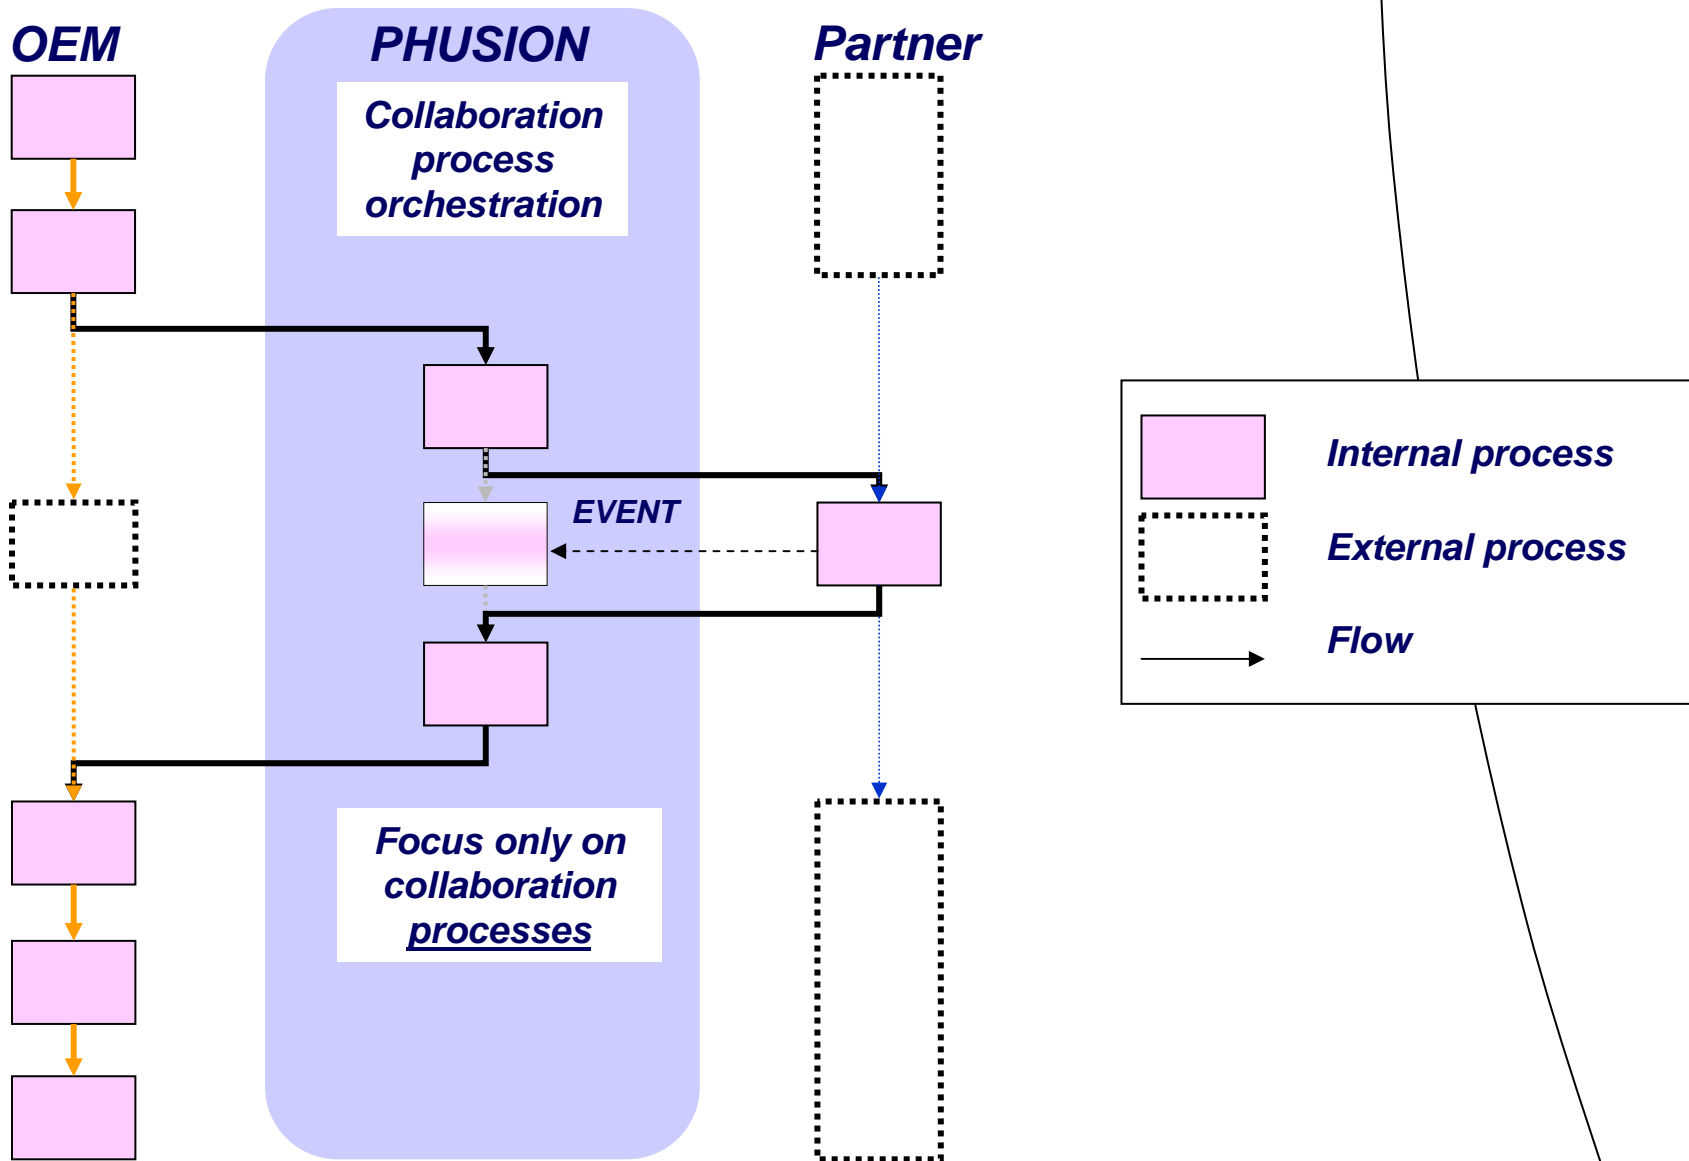 OEM
PHUSION
Partner
Collaboration
process
orchestration
EVENT
Internal process
External process
Flow
Focus only on
collaboration
processes